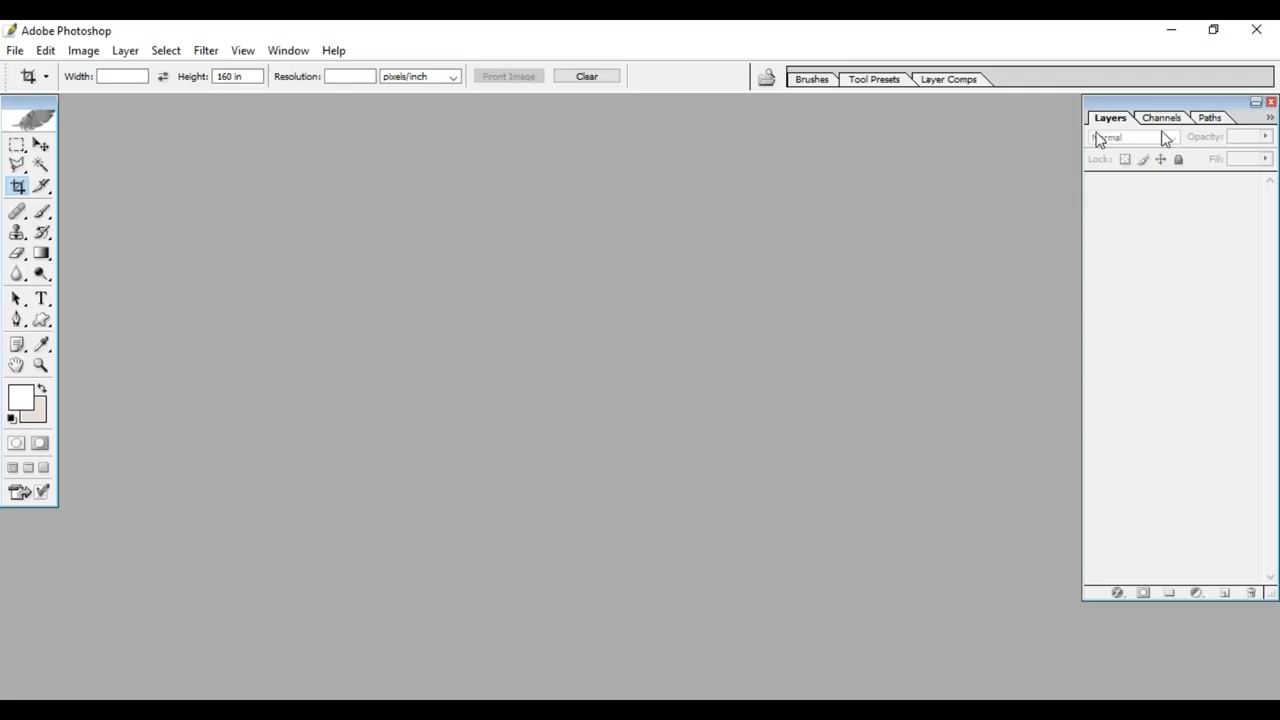 Adobe Photoshop
File Edit Image Layer Select Filter View Window Help
Width: Height: 160 in Resolution: pixels/inch Front Image Clear Brushes Tool Presets Layer Comps
Layers Channels Paths
Normal Opacity:
Lock: Fill:
T